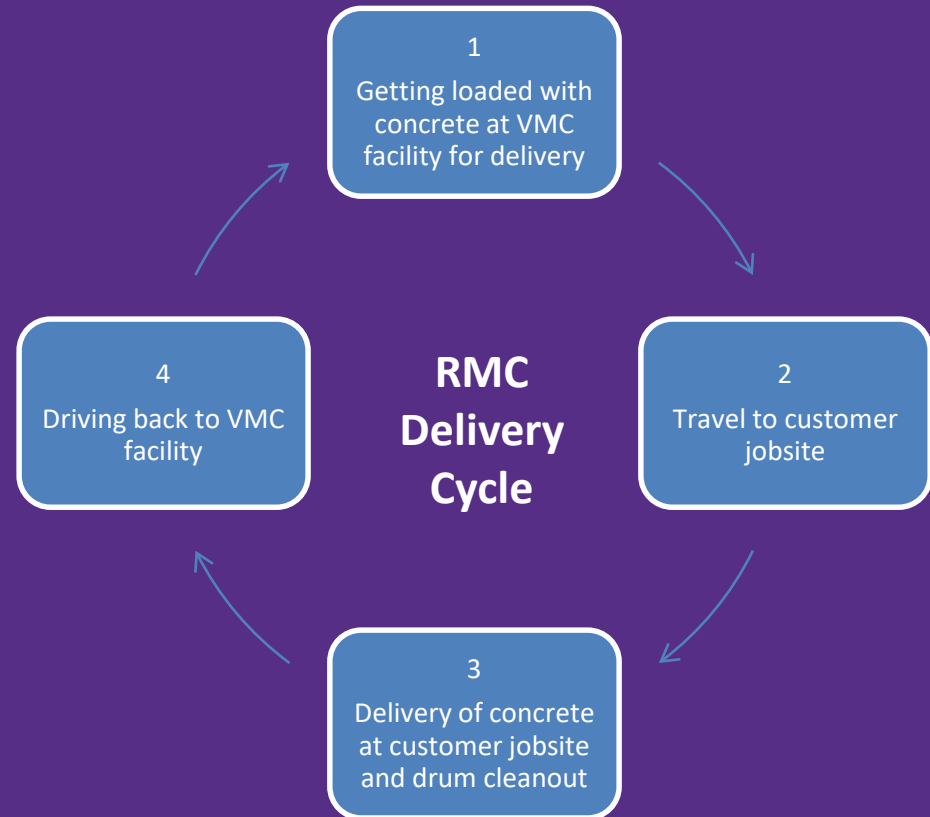 1
Getting loaded with
concrete at VMC
facility for delivery
2
Travel to customer
jobsite
3
Delivery of concrete
at customer jobsite
and drum cleanout
4
Driving back to VMC
facility
RMC
Delivery
Cycle